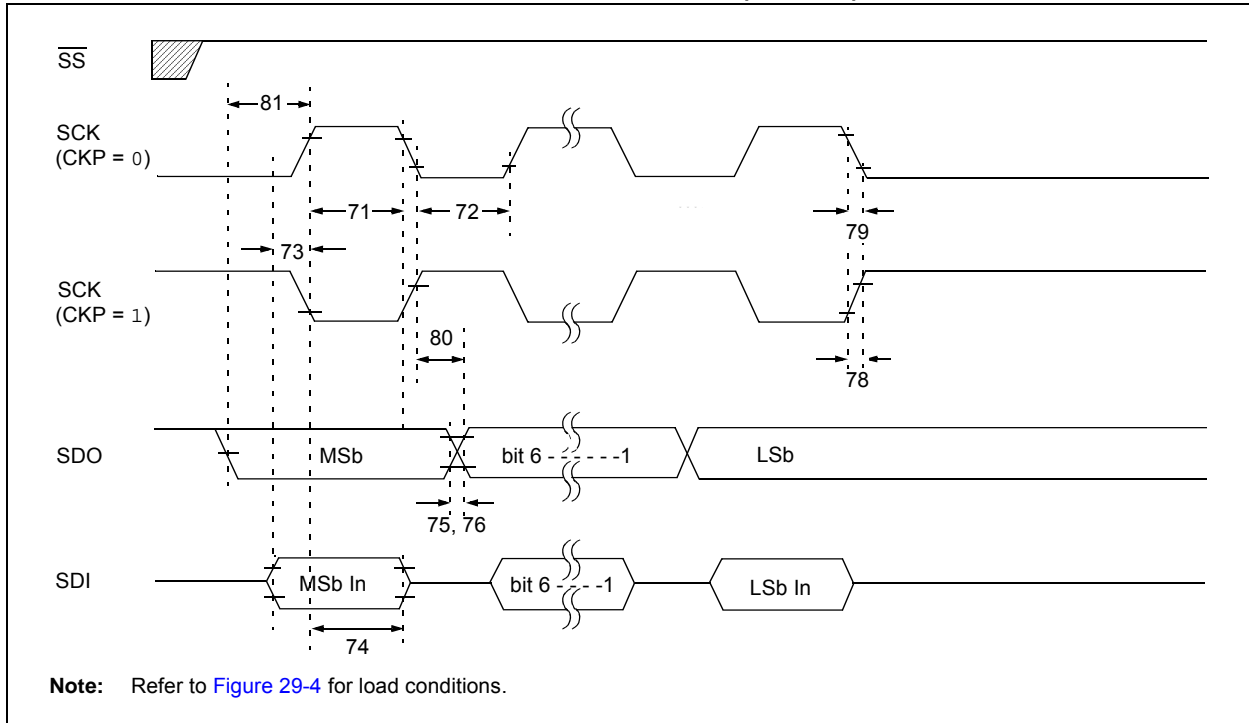 SS
81
SCK
(CKP = 0)
71
72
79
73
SCK
(CKP = 1)
80
78
SDO
MSb
bit 6 - - - - - - -1
LSb
75, 76
SDI
MSb In
bit 6 - - - - -1
LSb In
74
Note: Refer to Figure 29-4 for load conditions.